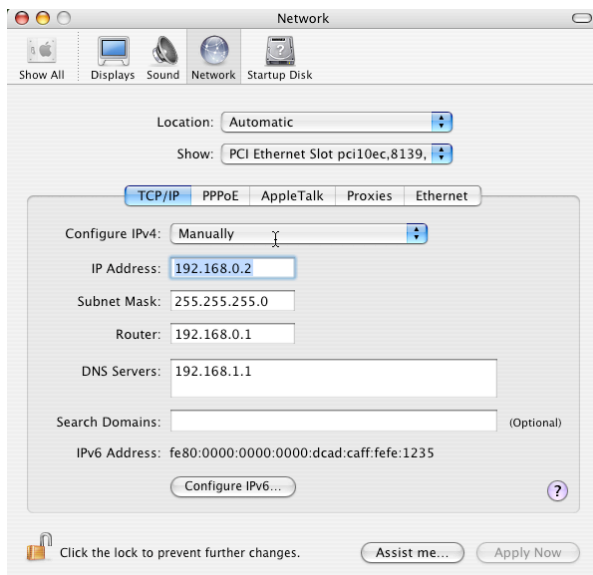 Network
Show All Displays Sound Network Startup Disk
Location: Automatic
Show: PCI Ethernet Slot pci10ec,8139,
TCP/IP PPPoE AppleTalk Proxies Ethernet
Configure IPv4: Manually
IP Address: 192.168.0.2
Subnet Mask: 255.255.255.0
Router: 192.168.0.1
DNS Servers: 192.168.1.1
Search Domains: (Optional)
IPv6 Address: fe80:0000:0000:0000:dcad:caff:fefe:1235
Configure IPv6... ?
Click the lock to prevent further changes. Assist me... Apply Now